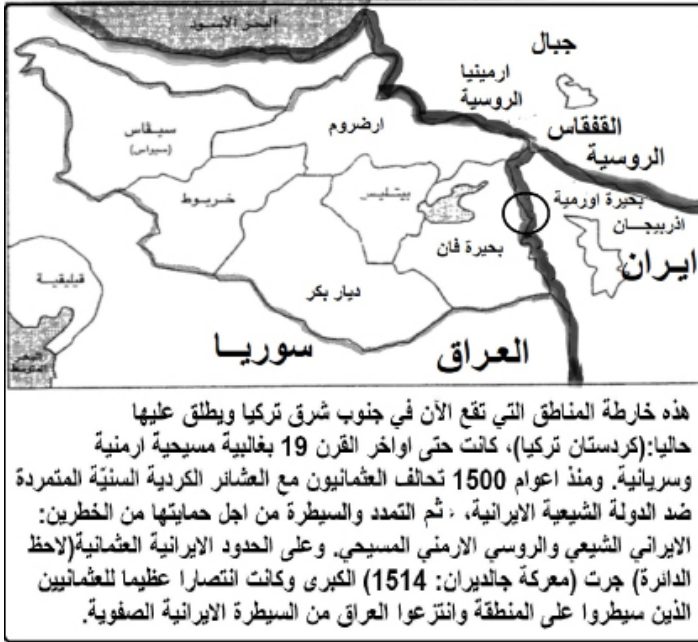 البحر الاسود
جبال
ارمينيا
الروسية
القفقاس
الروسية
سيڤاس
(سيواس)
ارضروم
بحيرة اورمية
اذربيجـــان
خربوط
بيتليس
ايران
بحيرة فان
قيليقية
ديار بكر
البحر
المتوسط
سوريــا
العراق
هذه خارطة المناطق التي تقع الآن في جنوب شرق تركيا ويطلق عليها
حاليا:(كردستان تركيا)، كانت حتى اواخر القرن 19 بغالبية مسيحية ارمنية
وسريانية. ومنذ اعوام 1500 تحالف العثمانيون مع العشائر الكردية السنيّة المتمردة
ضد الدولة الشيعية الايرانية، ثم التمدد والسيطرة من اجل حمايتها من الخطرين:
الايراني الشيعي والروسي الارمني المسيحي. وعلى الحدود الايرانية العثمانية(لاحظ
الدائرة) جرت (معركة جالديران: 1514) الكبرى وكانت انتصارا عظيما للعثمانيين
الذين سيطروا على المنطقة وانتزعوا العراق من السيطرة الايرانية الصفوية.